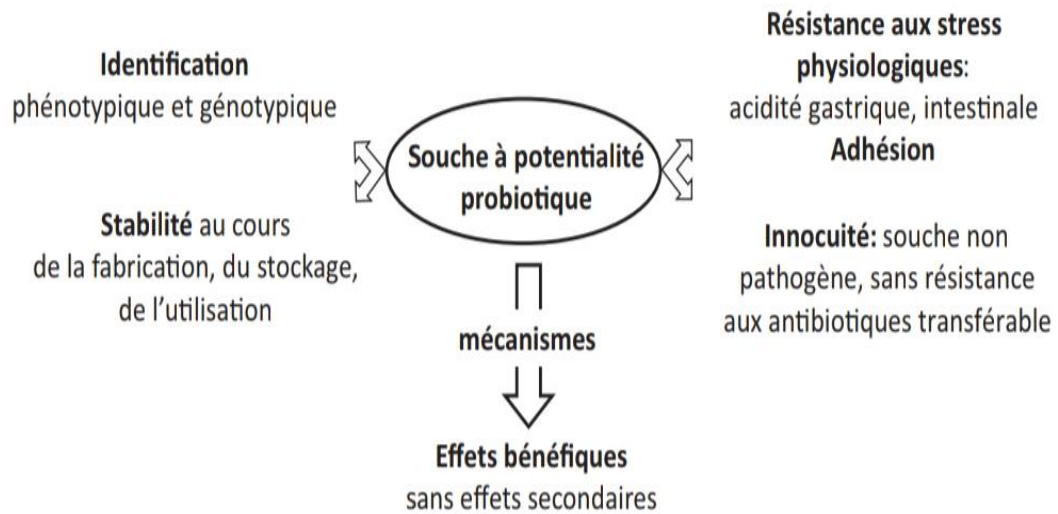 Identification
phénotypique et génotypique
Stabilité au cours
de la fabrication, du stockage,
de l'utilisation
Souche à potentialité
probiotique
mécanismes
Effets bénéfiques
sans effets secondaires
Résistance aux stress
physiologiques:
acidité gastrique, intestinale
Adhésion
Innocuité: souche non
pathogène, sans résistance
aux antibiotiques transférable